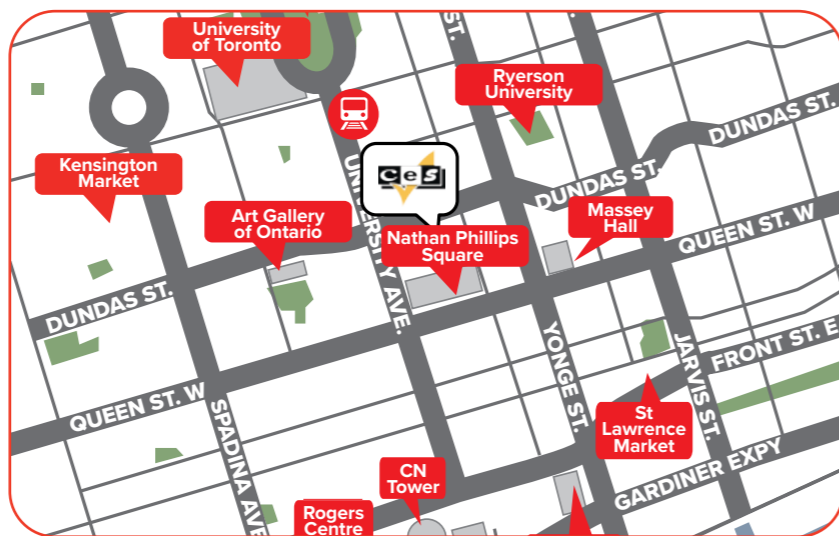 University
of Toronto
ST.
Ryerson
University
DUNDAS ST.
Kensington
Market
UNIVERSITY AVE.
CES
DUNDAS ST.
Art Gallery
of Ontario
Nathan Phillips
Square
Massey
Hall
QUEEN ST. W
DUNDAS ST.
YONGE ST.
JARVIS ST.
FRONT ST. E
QUEEN ST. W
SPADINA AVE
St
Lawrence
Market
CN
Tower
GARDINER EXPY
Rogers
Centre